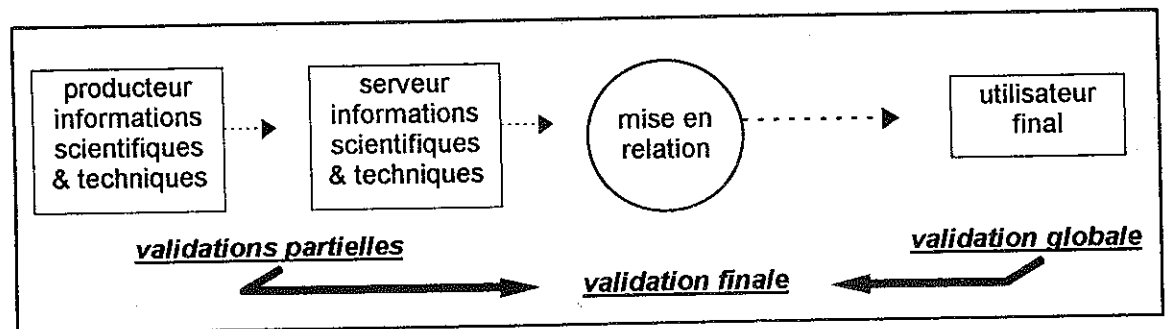 producteur
informations
scientifiques
& techniques
serveur
informations
scientifiques
& techniques
mise en
relation
utilisateur
final
validations partielles
validation finale
validation globale